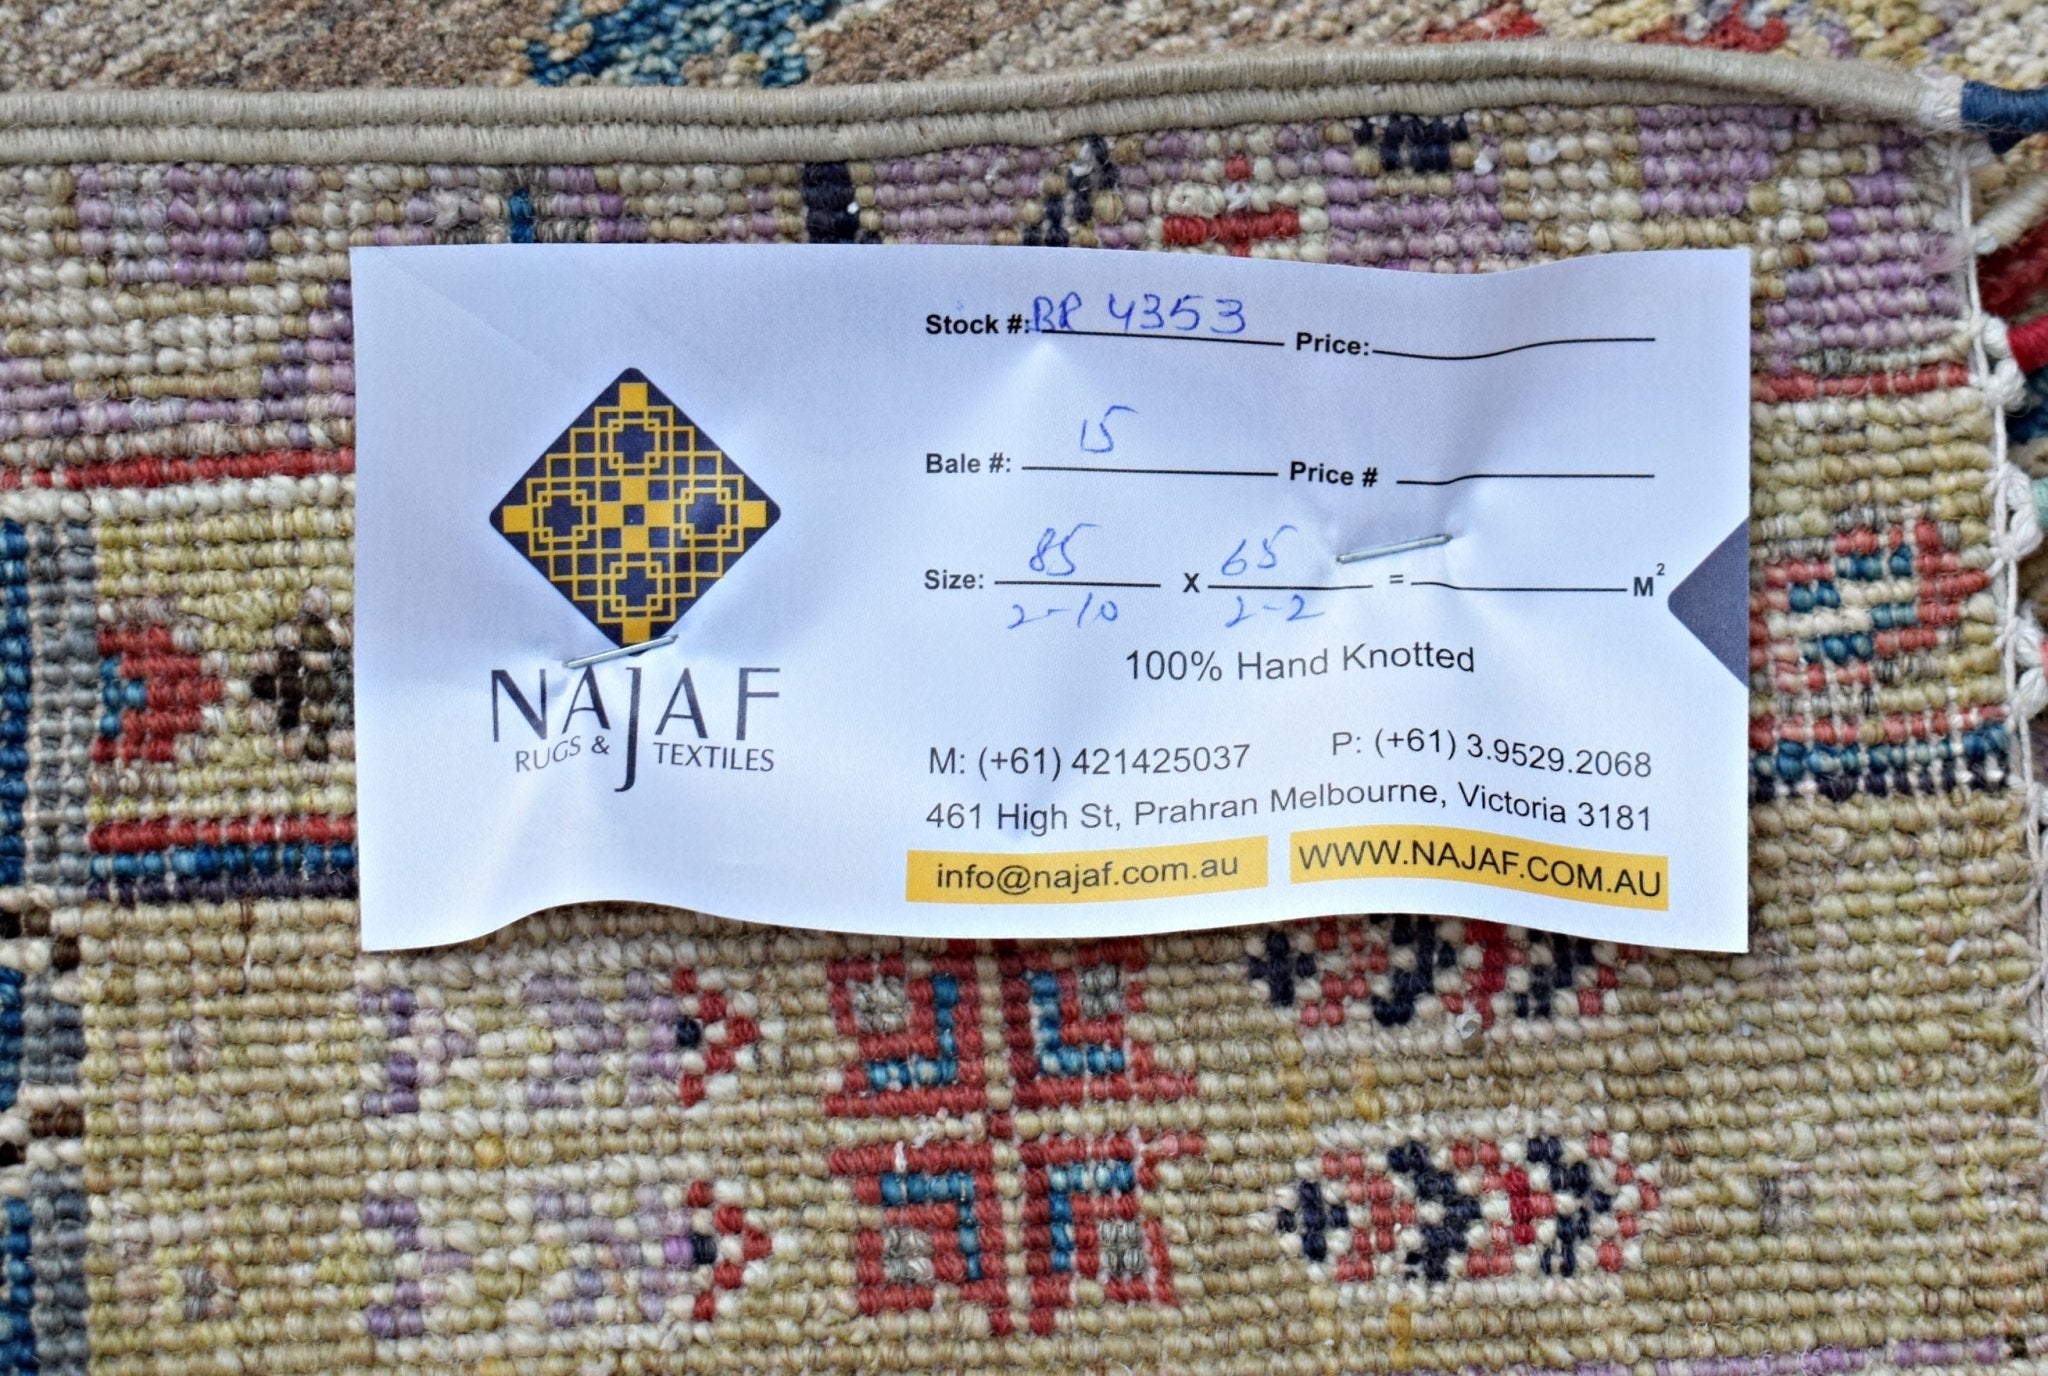 NAJAF
RUGS & TEXTILES
Stock #: BR 4353 Price:
Bale #: 15 Price #
Size: 85 X 65 = M²
2-10 2-2
100% Hand Knotted
M: (+61) 421425037 P: (+61) 3.9529.2068
461 High St, Prahran Melbourne, Victoria 3181
info@najaf.com.au WWW.NAJAF.COM.AU